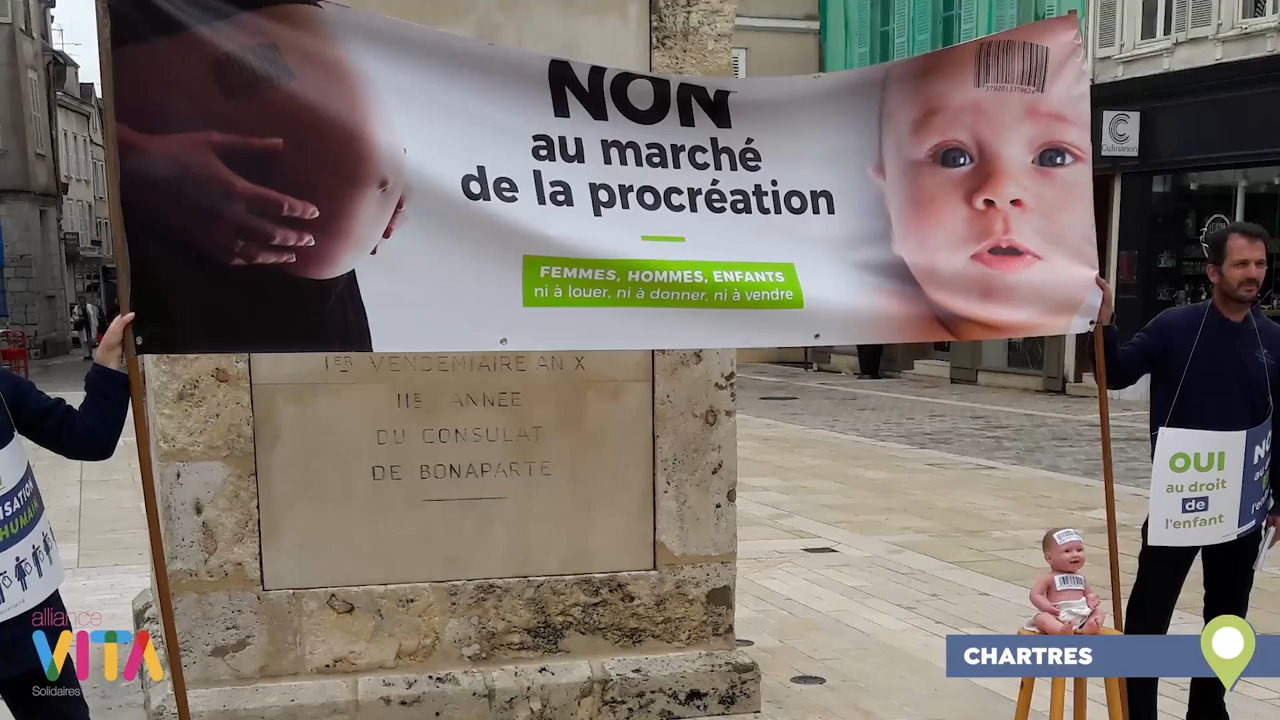 NON
au marché
de la procréation
FEMMES, HOMMES, ENFANTS
ni à louer, ni à donner, ni à vendre
Culinarion
1ER VENDEMIAIRE AN X
IIE ANNEE
DU CONSULAT
DE BONAPARTE
OUI
au droit
de
l'enfant
HUMAIN
alliance
VITA
Solidaires
CHARTRES